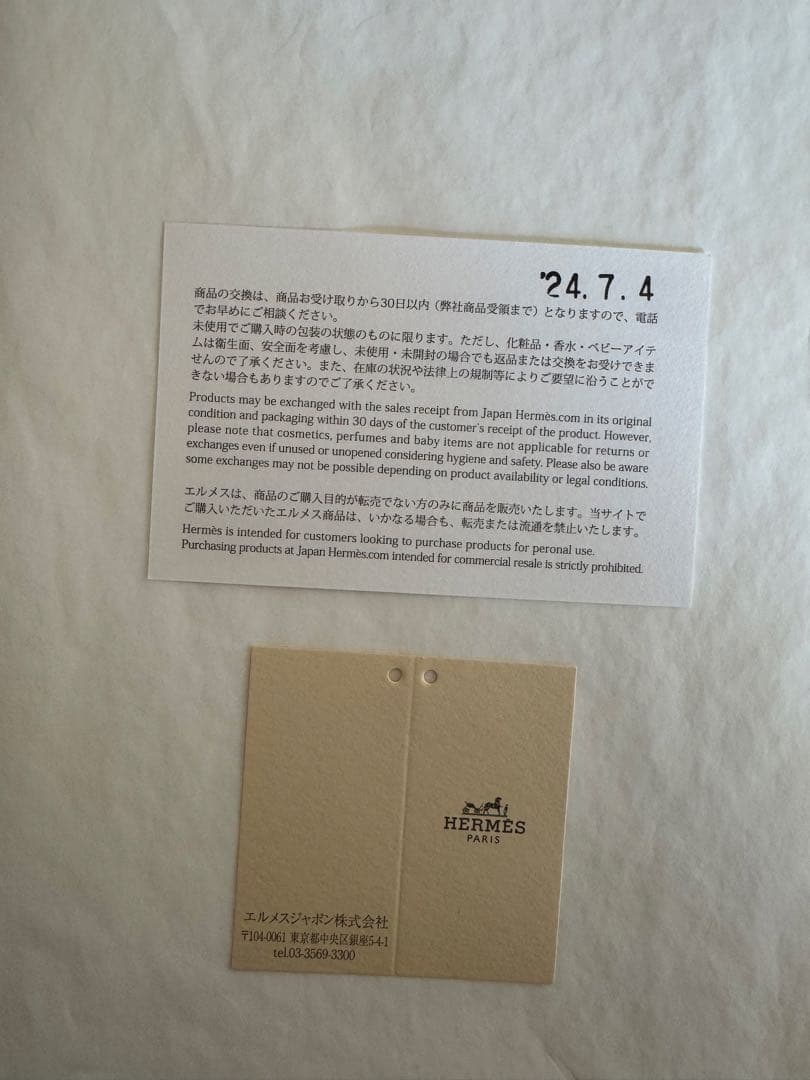 '24. 7. 4
商品の交換は、商品お受け取りから30日以内（弊社商品受領まで）となりますので、電話
でお早めにご相談ください。
未使用でご購入時の包装の状態のものに限ります。ただし、化粧品・香水・ベビーアイテ
ムは衛生面、安全面を考慮し、未使用・未開封の場合でも返品または交換をお受けできま
せんので了承ください。また、在庫の状況や法律上の規制等によりご要望に沿うことがで
きない場合もありますのでご了承ください。
Products may be exchanged with the sales receipt from Japan Hermès.com in its original
condition and packaging within 30 days of the customer's receipt of the product. However,
please note that cosmetics, perfumes and baby items are not applicable for returns or
exchanges even if unused or unopened considering hygiene and safety. Please also be aware
some exchanges may not be possible depending on product availability or legal conditions.
エルメスは、商品のご購入目的が転売でない方のみに商品を販売いたします。当サイトで
ご購入いただいたエルメス商品は、いかなる場合も、転売または流通を禁止いたします。
Hermès is intended for customers looking to purchase products for peronal use.
Purchasing products at Japan Hermès.com intended for commercial resale is strictly prohibited.
HERMÈS
PARIS
エルメスジャポン株式会社
〒104-0061 東京都中央区銀座5-4-1
tel.03-3569-3300